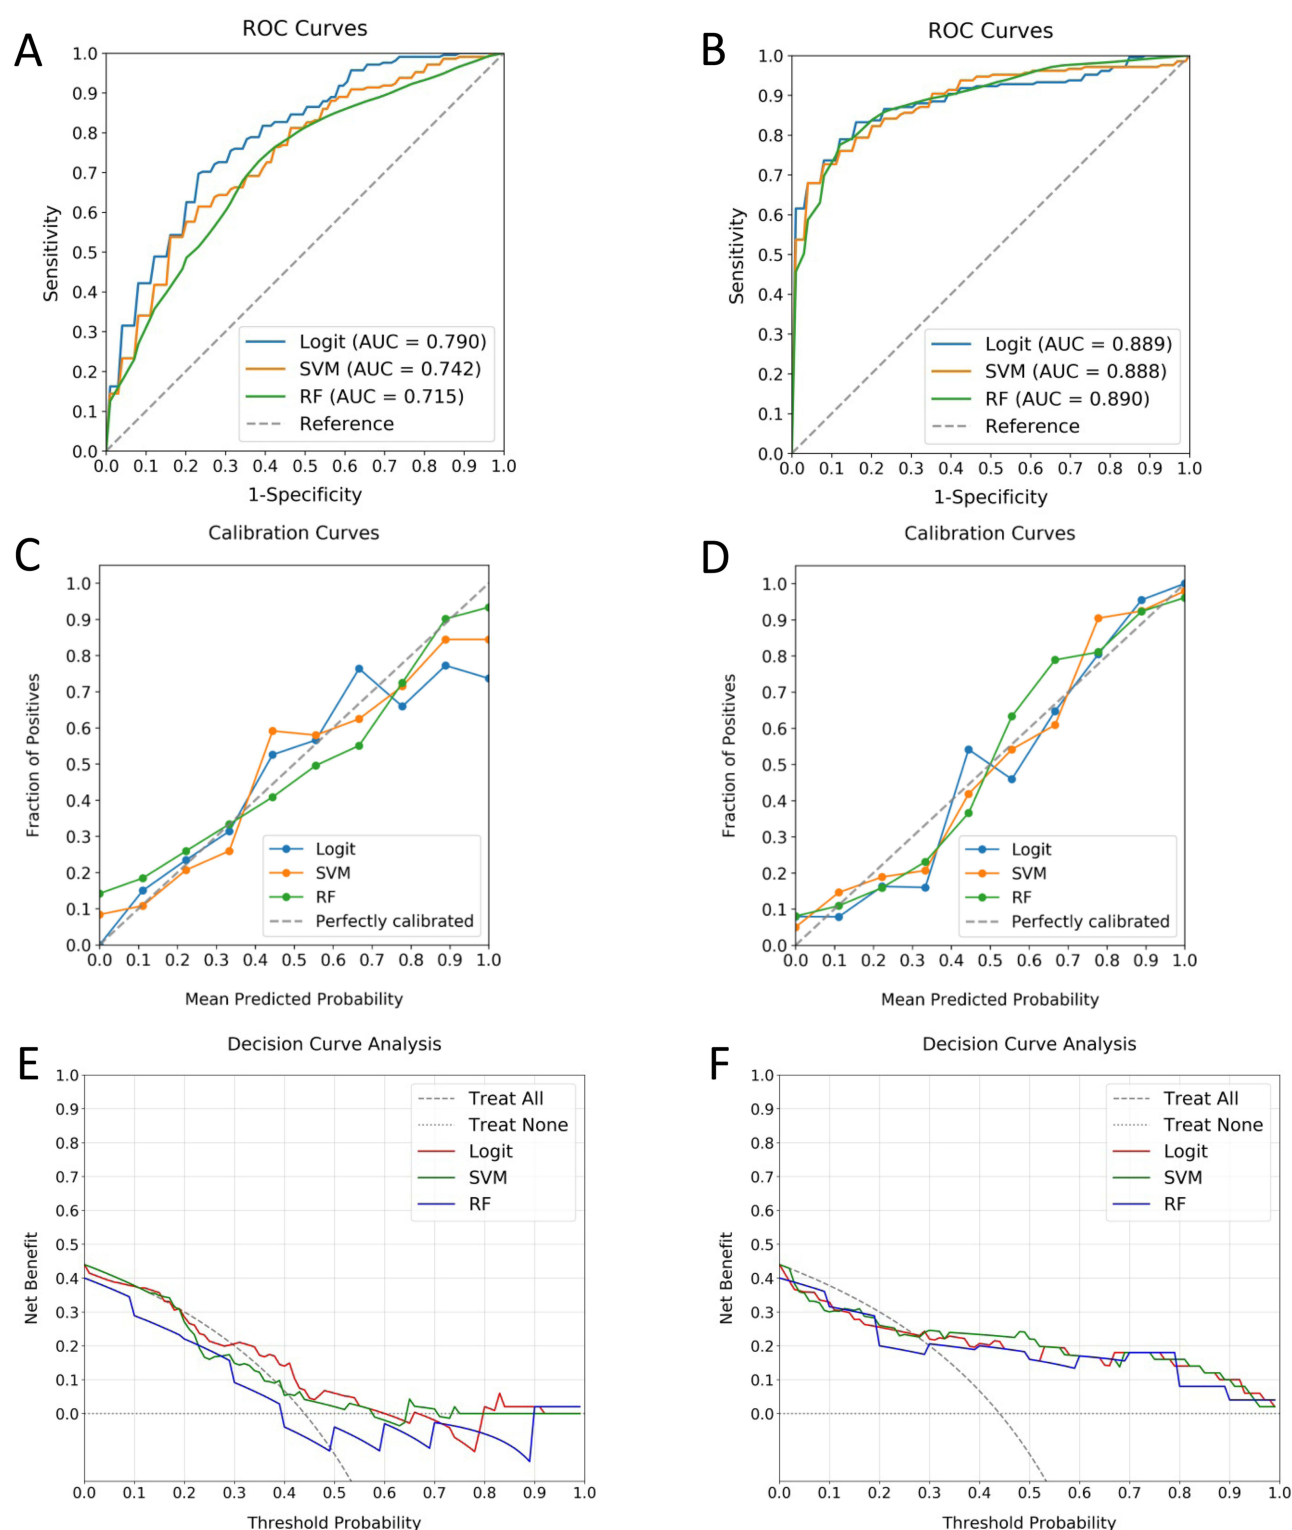 A
ROC Curves
1.0
0.9
0.8
0.7
0.6
0.5
0.4
0.3
0.2
0.1
0.0
Sensitivity
Logit (AUC = 0.790)
SVM (AUC = 0.742)
RF (AUC = 0.715)
Reference
0.0 0.1 0.2 0.3 0.4 0.5 0.6 0.7 0.8 0.9 1.0
1-Specificity
B
ROC Curves
1.0
0.9
0.8
0.7
0.6
0.5
0.4
0.3
0.2
0.1
0.0
Sensitivity
Logit (AUC = 0.889)
SVM (AUC = 0.888)
RF (AUC = 0.890)
Reference
0.0 0.1 0.2 0.3 0.4 0.5 0.6 0.7 0.8 0.9 1.0
1-Specificity
C
Calibration Curves
1.0
0.9
0.8
0.7
0.6
0.5
0.4
0.3
0.2
0.1
0.0
Fraction of Positives
Logit
SVM
RF
Perfectly calibrated
0.0 0.1 0.2 0.3 0.4 0.5 0.6 0.7 0.8 0.9 1.0
Mean Predicted Probability
D
Calibration Curves
1.0
0.9
0.8
0.7
0.6
0.5
0.4
0.3
0.2
0.1
0.0
Fraction of Positives
Logit
SVM
RF
Perfectly calibrated
0.0 0.1 0.2 0.3 0.4 0.5 0.6 0.7 0.8 0.9 1.0
Mean Predicted Probability
E
Decision Curve Analysis
1.0
0.9
0.8
0.7
0.6
0.5
0.4
0.3
0.2
0.1
0.0
Net Benefit
Treat All
Treat None
Logit
SVM
RF
0.0 0.1 0.2 0.3 0.4 0.5 0.6 0.7 0.8 0.9 1.0
Threshold Probability
F
Decision Curve Analysis
1.0
0.9
0.8
0.7
0.6
0.5
0.4
0.3
0.2
0.1
0.0
Net Benefit
Treat All
Treat None
Logit
SVM
RF
0.0 0.1 0.2 0.3 0.4 0.5 0.6 0.7 0.8 0.9 1.0
Threshold Probability